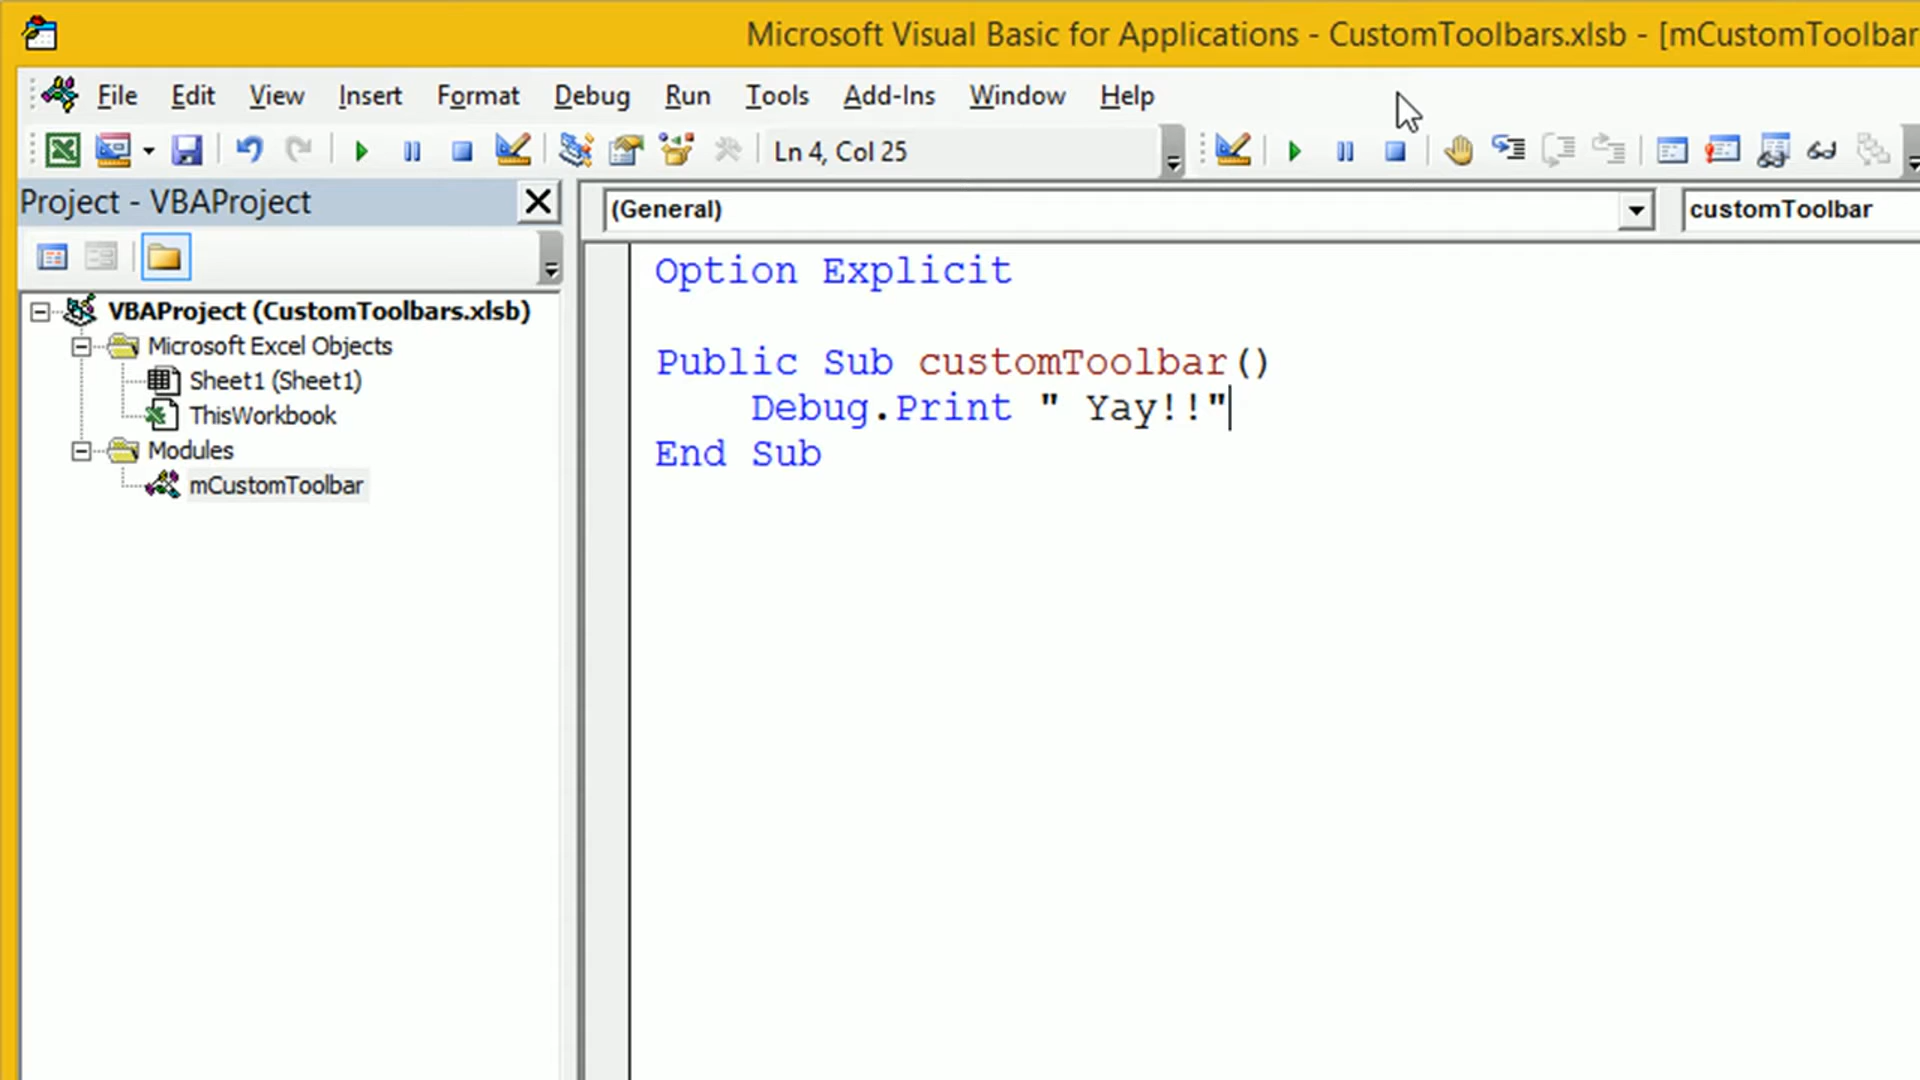 Microsoft Visual Basic for Applications - CustomToolbars.xlsb - [mCustomToolbar
File Edit View Insert Format Debug Run Tools Add-Ins Window Help
Ln 4, Col 25
Project - VBAProject
(General)
customToolbar
VBAProject (CustomToolbars.xlsb)
Microsoft Excel Objects
Sheet1 (Sheet1)
ThisWorkbook
Modules
mCustomToolbar
Option Explicit
Public Sub customToolbar()
Debug.Print " Yay!!"
End Sub